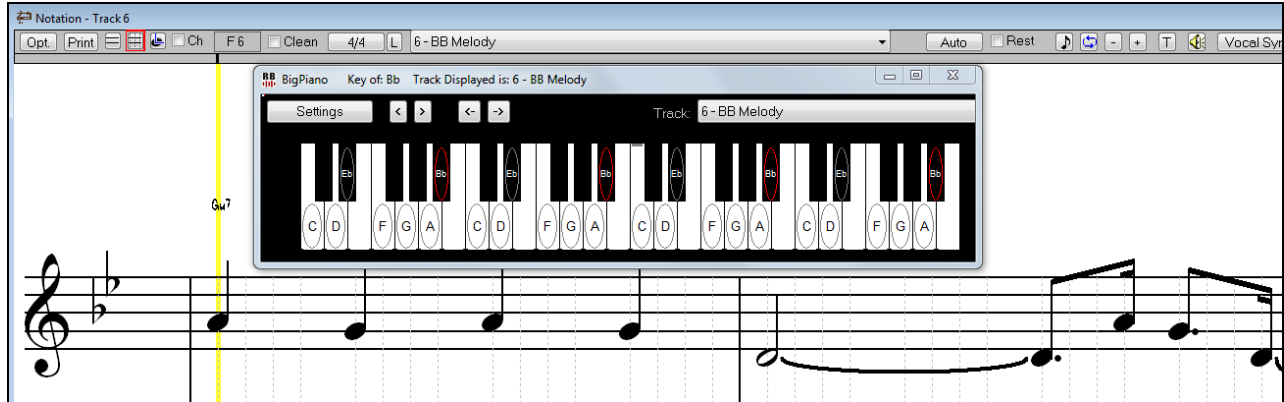 Notation - Track 6
Opt. Print Ch F 6 Clean 4/4 L 6 - BB Melody Auto Rest - + T Vocal Syn
BigPiano Key of: Bb Track Displayed is: 6 - BB Melody
Settings < > <- -> Track: 6 - BB Melody
Eb Bb Eb Bb Eb Bb Eb Bb
C D F G A C D F G A C D F G A C D F G A
Gm7